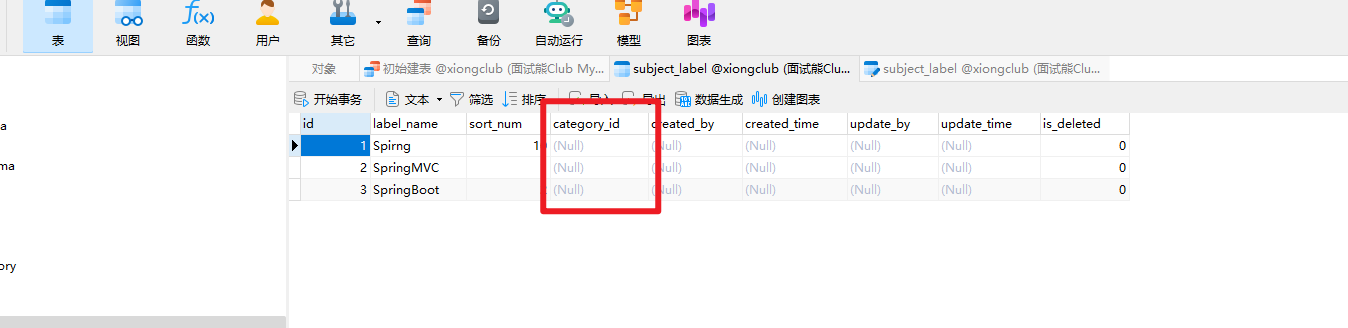 表 视图 函数 用户 其它 查询 备份 自动运行 模型 图表
对象 初始建表 @xiongclub (面试熊Club My... subject_label @xiongclub (面试熊Clu... subject_label @xiongclub (面试熊Clu...
开始事务 文本 筛选 排序 导入 导出 数据生成 创建图表
id label_name sort_num category_id created_by created_time update_by update_time is_deleted
1 Spirng (Null) (Null) (Null) (Null) (Null) 0
2 SpringMVC (Null) (Null) (Null) (Null) (Null) 0
3 SpringBoot (Null) (Null) (Null) (Null) (Null) 0